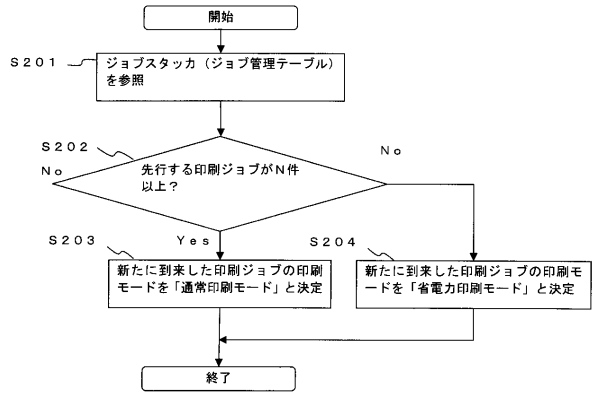 開始
S201
ジョブスタッカ（ジョブ管理テーブル）
を参照
S202
No
No
先行する印刷ジョブがN件
以上？
S203
Yes
S204
新たに到来した印刷ジョブの印刷
モードを「通常印刷モード」と決定
新たに到来した印刷ジョブの印刷モ
ードを「省電力印刷モード」と決定
終了